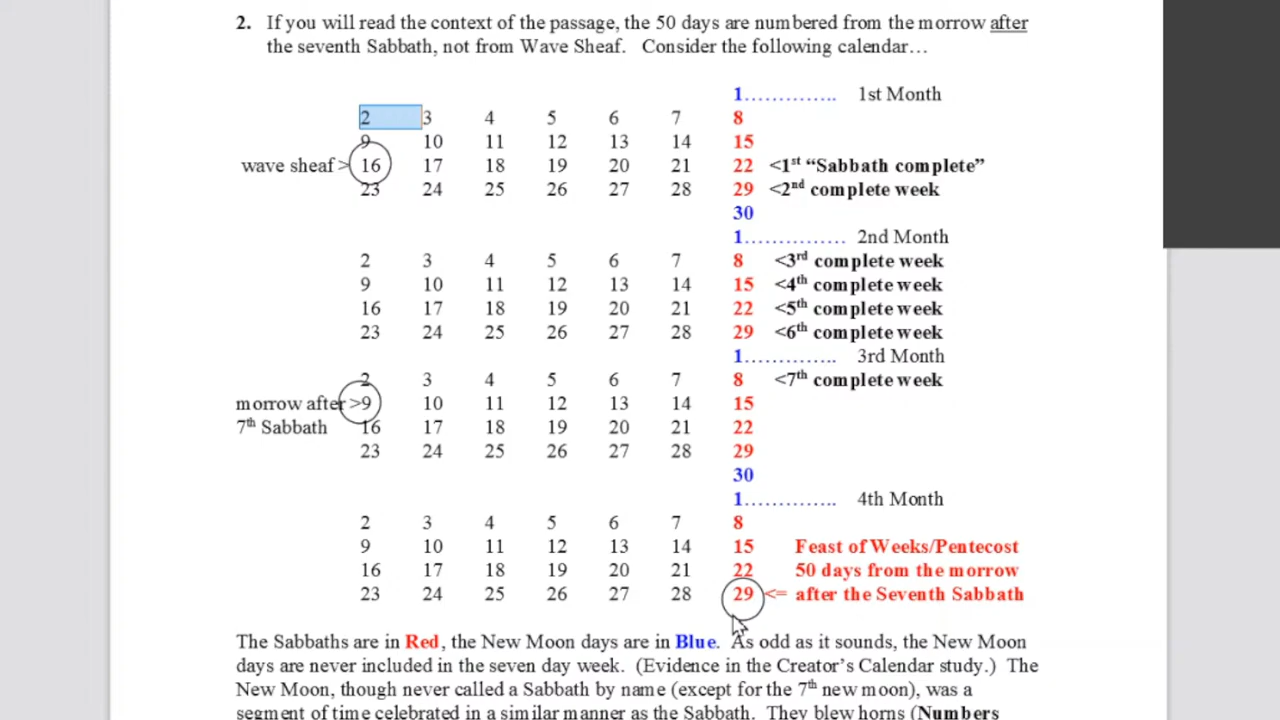 2. If you will read the context of the passage, the 50 days are numbered from the morrow after
the seventh Sabbath, not from Wave Sheaf. Consider the following calendar…
1………….. 1st Month
2 3 4 5 6 7 8
9 10 11 12 13 14 15
wave sheaf > 16 17 18 19 20 21 22 <1st “Sabbath complete”
23 24 25 26 27 28 29 <2nd complete week
30
1…………… 2nd Month
2 3 4 5 6 7 8 <3rd complete week
9 10 11 12 13 14 15 <4th complete week
16 17 18 19 20 21 22 <5th complete week
23 24 25 26 27 28 29 <6th complete week
1………….. 3rd Month
2 3 4 5 6 7 8 <7th complete week
morrow after >9 10 11 12 13 14 15
7th Sabbath 16 17 18 19 20 21 22
23 24 25 26 27 28 29
30
1………….. 4th Month
2 3 4 5 6 7 8
9 10 11 12 13 14 15 Feast of Weeks/Pentecost
16 17 18 19 20 21 22 50 days from the morrow
23 24 25 26 27 28 29 <= after the Seventh Sabbath
The Sabbaths are in Red, the New Moon days are in Blue. As odd as it sounds, the New Moon
days are never included in the seven day week. (Evidence in the Creator’s Calendar study.) The
New Moon, though never called a Sabbath by name (except for the 7th new moon), was a
segment of time celebrated in a similar manner as the Sabbath. They blew horns (Numbers